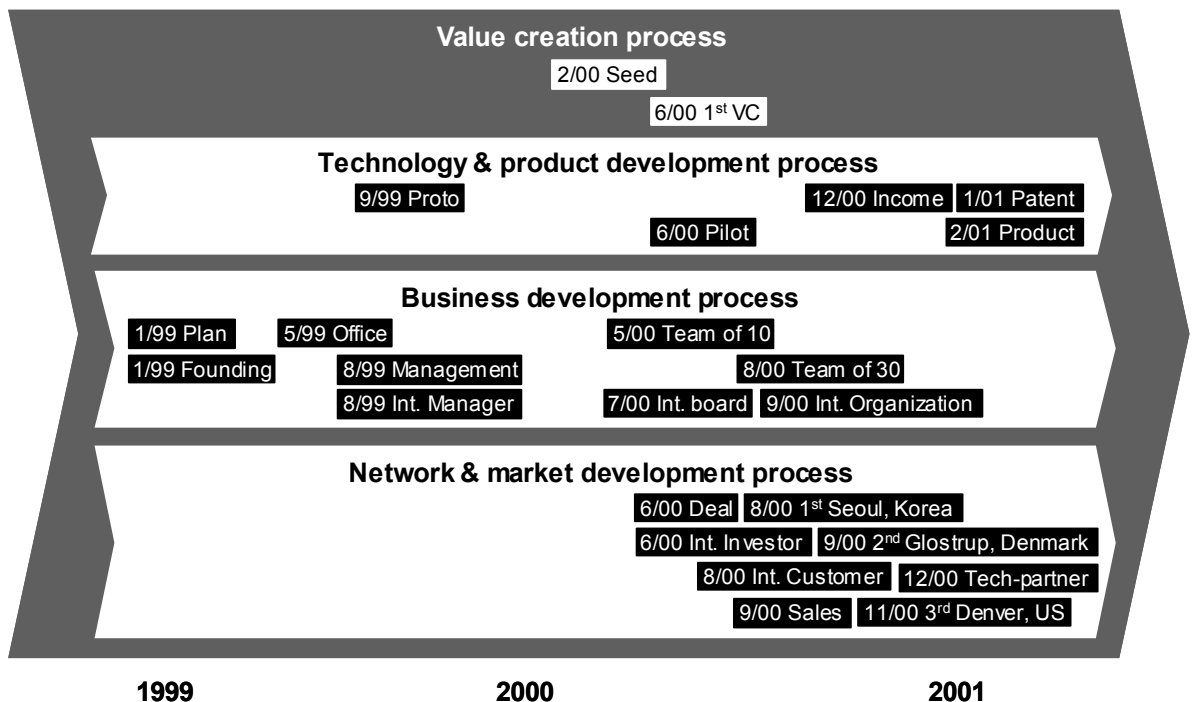 Value creation process
2/00 Seed
6/00 1st VC
Technology & product development process
9/99 Proto
12/00 Income
1/01 Patent
6/00 Pilot
2/01 Product
Business development process
1/99 Plan
5/99 Office
5/00 Team of 10
1/99 Founding
8/99 Management
8/00 Team of 30
8/99 Int. Manager
7/00 Int. board
9/00 Int. Organization
Network & market development process
6/00 Deal
8/00 1st Seoul, Korea
6/00 Int. Investor
9/00 2nd Glostrup, Denmark
8/00 Int. Customer
12/00 Tech-partner
9/00 Sales
11/00 3rd Denver, US
1999
2000
2001